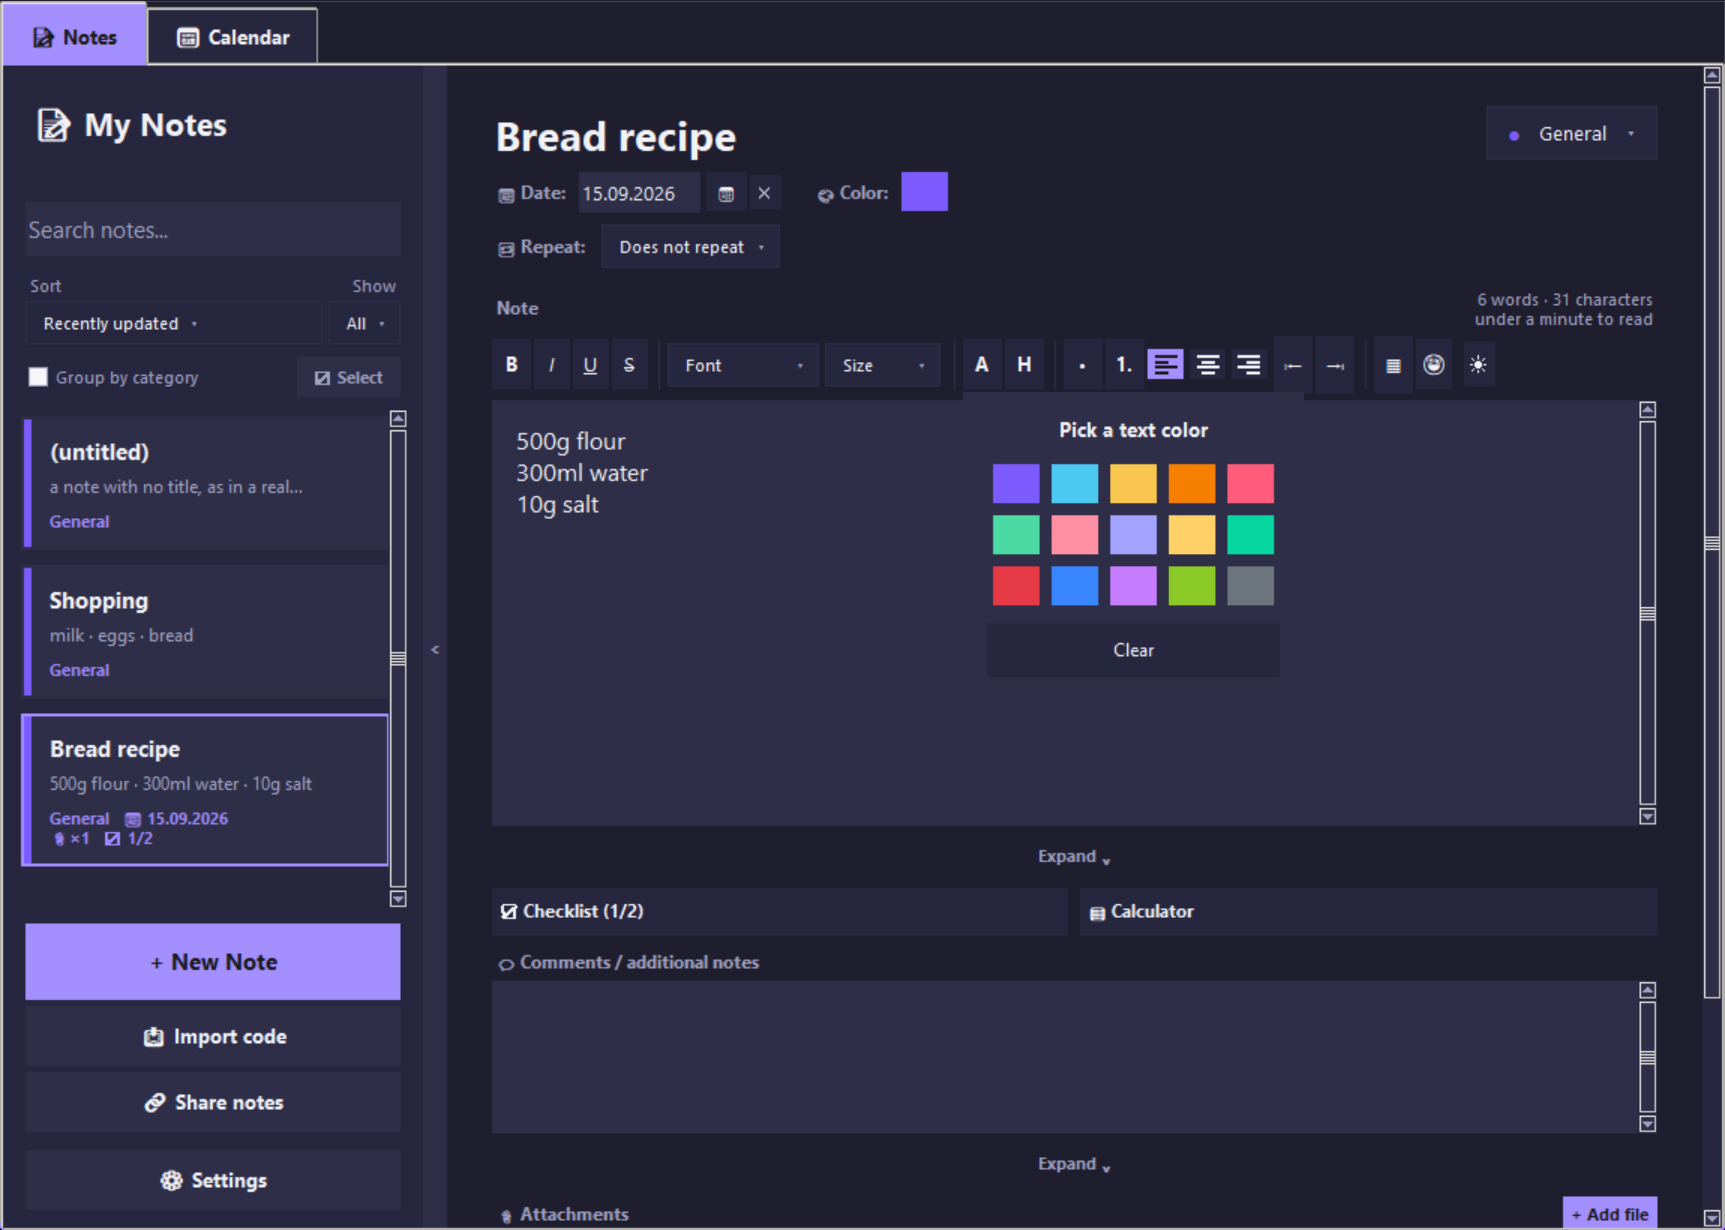 Notes
Calendar
My Notes
Search notes...
Sort
Show
Recently updated
All
Group by category
Select
(untitled)
a note with no title, as in a real...
General
Shopping
milk · eggs · bread
General
Bread recipe
500g flour · 300ml water · 10g salt
General 15.09.2026
×1 1/2
+ New Note
Import code
Share notes
Settings
<
Bread recipe
General
Date: 15.09.2026 Color:
Repeat: Does not repeat
Note
6 words · 31 characters
under a minute to read
B I U S Font Size A H • 1.
500g flour
300ml water
10g salt
Pick a text color
Clear
Expand
Checklist (1/2)
Calculator
Comments / additional notes
Expand
Attachments
+ Add file